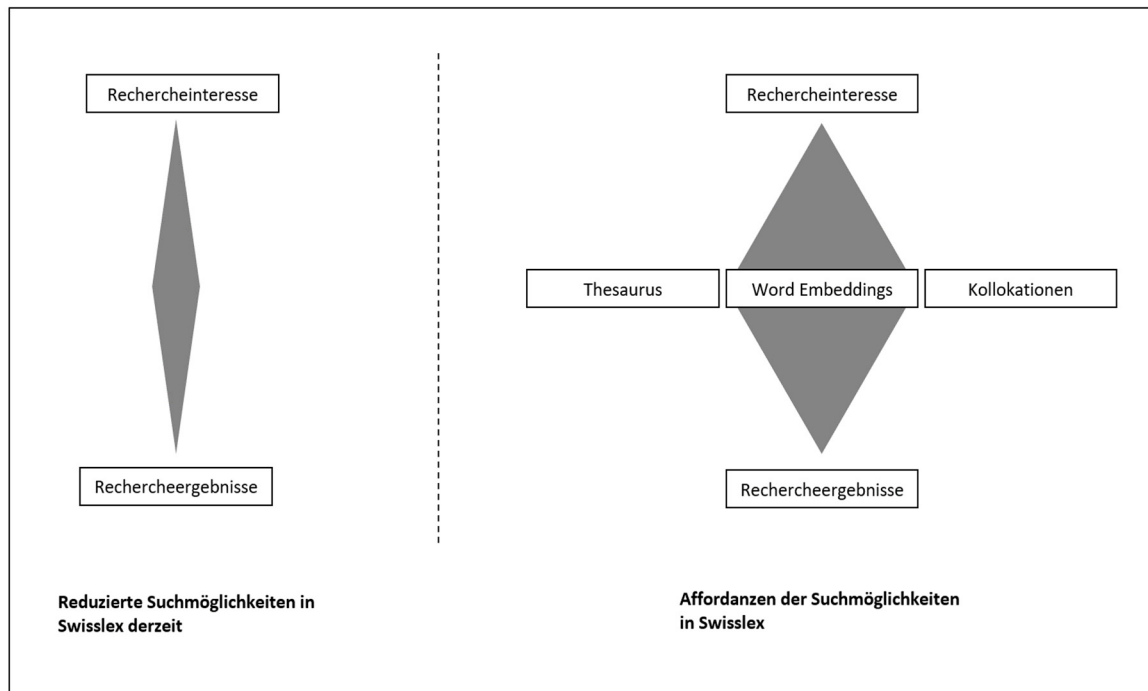 Rechercheinteresse
Rechercheergebnisse
Reduzierte Suchmöglichkeiten in
Swisslex derzeit
Rechercheinteresse
Thesaurus
Word Embeddings
Kollokationen
Rechercheergebnisse
Affordanzen der Suchmöglichkeiten
in Swisslex